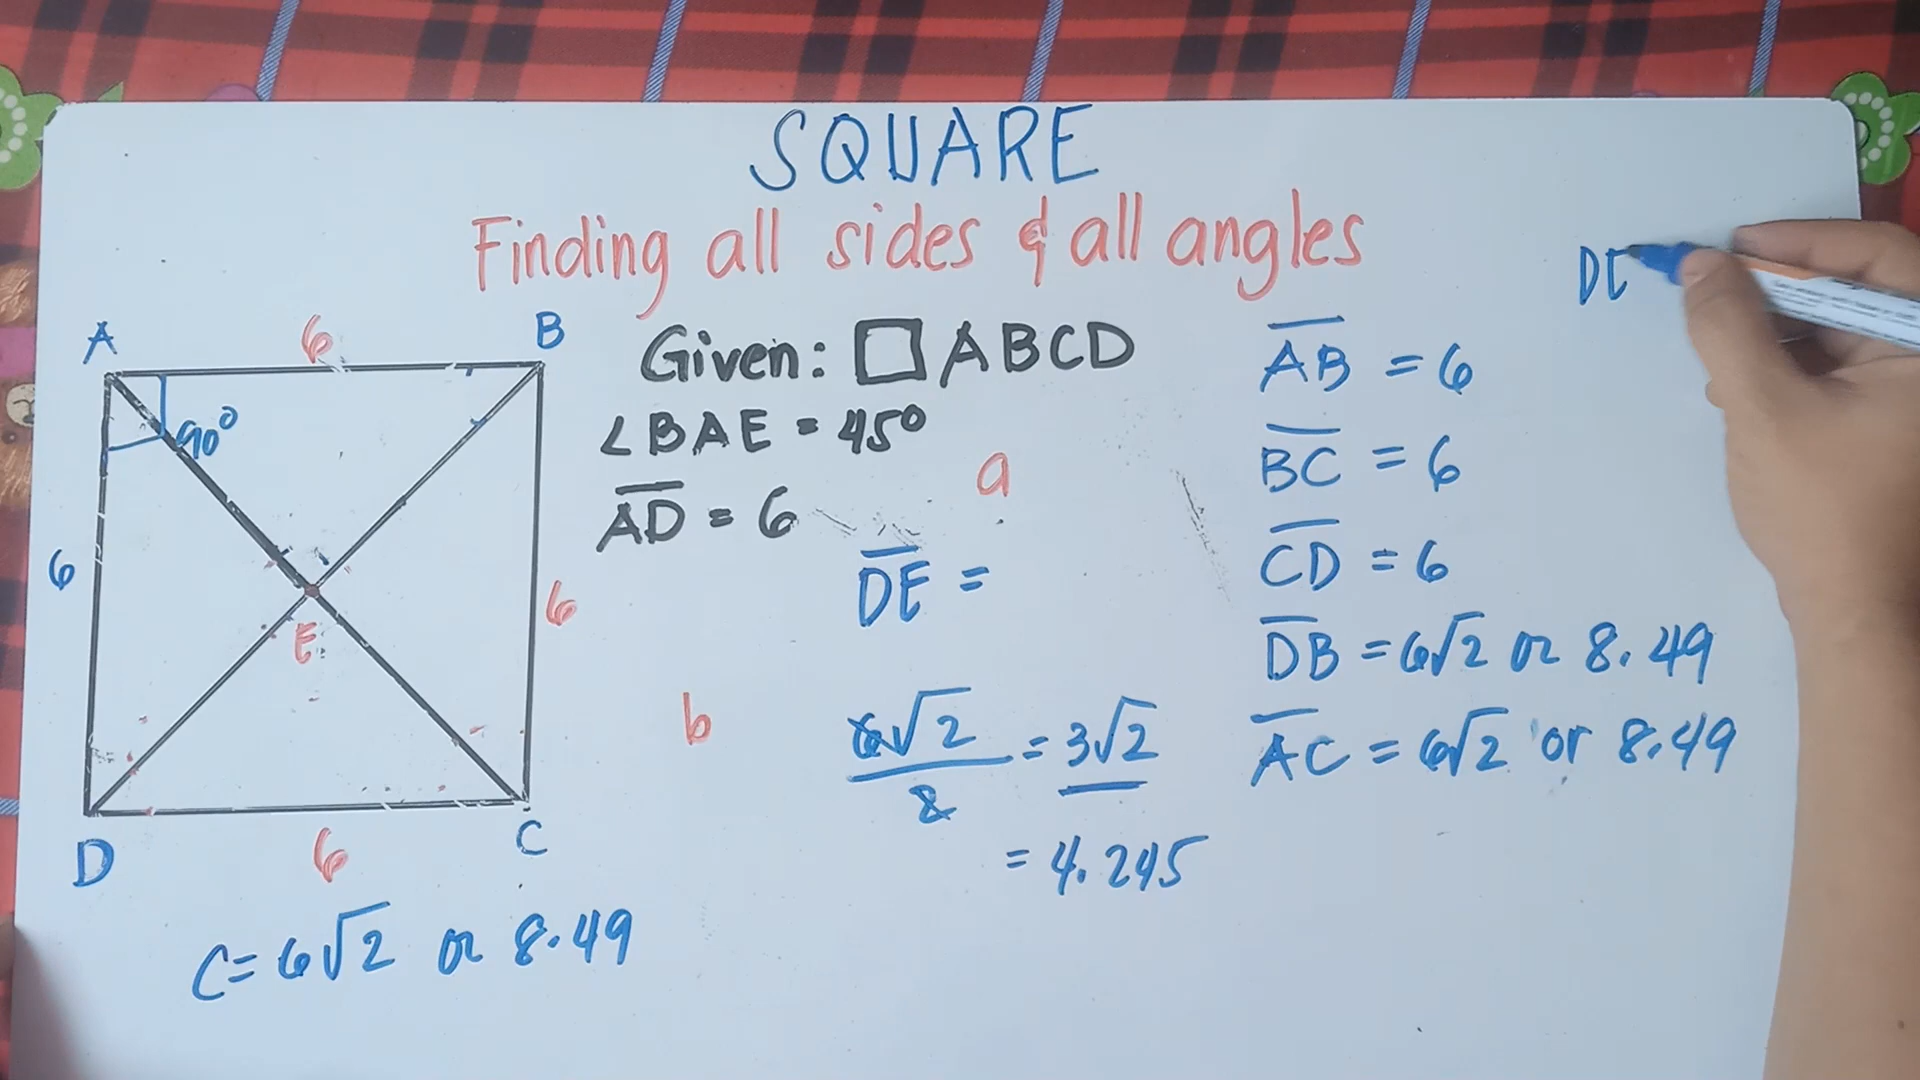 SQUARE
Finding all sides & all angles
Given: □ABCD
∠BAE = 45°
AD = 6
A
6
B
90°
6
E
6
D
6
C
C = 6√2 or 8.49
a
b
DE =
6√2/2 = 3√2
= 4.245
DE
AB = 6
BC = 6
CD = 6
DB = 6√2 or 8.49
AC = 6√2 or 8.49